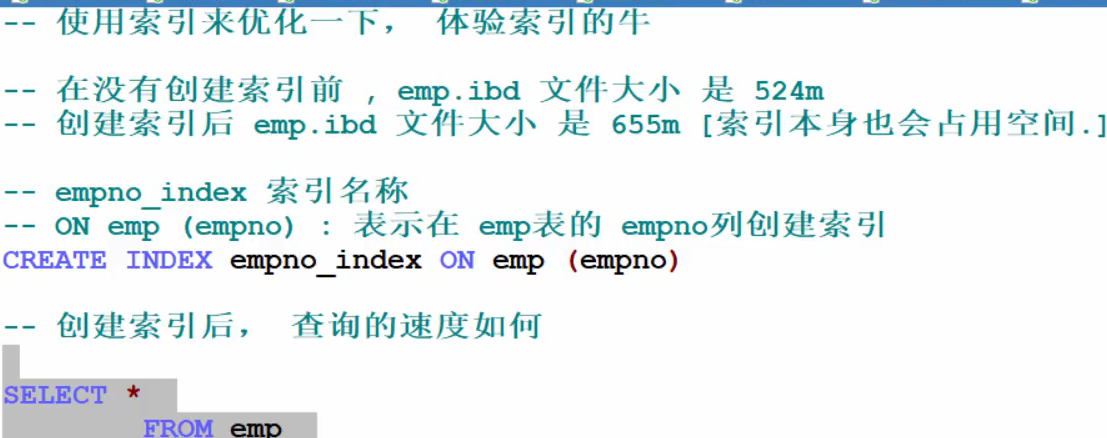 -- 使用索引来优化一下， 体验索引的牛
-- 在没有创建索引前 , emp.ibd 文件大小 是 524m
-- 创建索引后 emp.ibd 文件大小 是 655m [索引本身也会占用空间.]
-- empno_index 索引名称
-- ON emp (empno) : 表示在 emp表的 empno列创建索引
CREATE INDEX empno_index ON emp (empno)
-- 创建索引后， 查询的速度如何
SELECT *
FROM emp